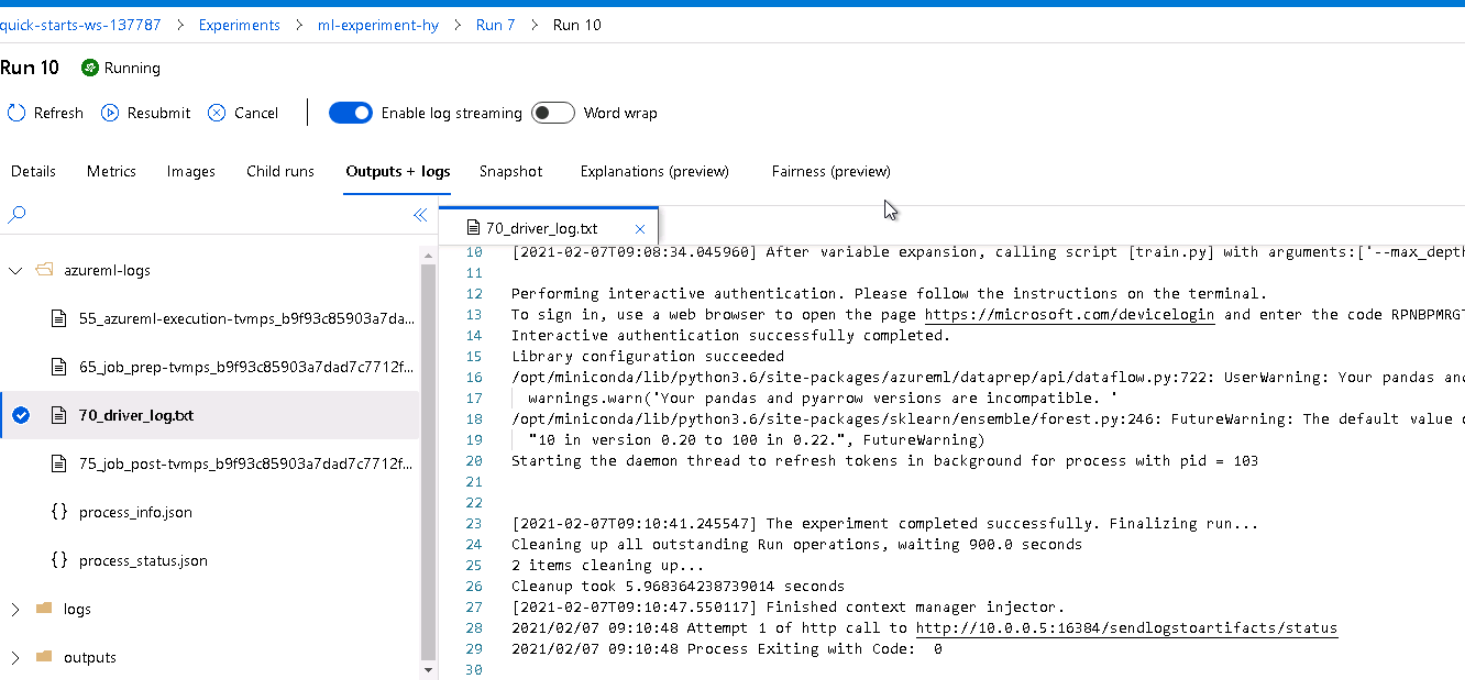 quick-starts-ws-137787 > Experiments > ml-experiment-hy > Run 7 > Run 10
Run 10 Running
Refresh Resubmit Cancel Enable log streaming Word wrap
Details Metrics Images Child runs Outputs + logs Snapshot Explanations (preview) Fairness (preview)
azureml-logs
55_azureml-execution-tvmps_b9f93c85903a7da...
65_job_prep-tvmps_b9f93c85903a7dad7c7712f...
70_driver_log.txt
75_job_post-tvmps_b9f93c85903a7dad7c7712f...
{} process_info.json
{} process_status.json
logs
outputs
70_driver_log.txt
10 [2021-02-07T09:08:34.045960] After variable expansion, calling script [train.py] with arguments:['--max_depth
11
12 Performing interactive authentication. Please follow the instructions on the terminal.
13 To sign in, use a web browser to open the page https://microsoft.com/devicelogin and enter the code RPNBPMRGT
14 Interactive authentication successfully completed.
15 Library configuration succeeded
16 /opt/miniconda/lib/python3.6/site-packages/azureml/dataprep/api/dataflow.py:722: UserWarning: Your pandas and
17 warnings.warn('Your pandas and pyarrow versions are incompatible. '
18 /opt/miniconda/lib/python3.6/site-packages/sklearn/ensemble/forest.py:246: FutureWarning: The default value
19 "10 in version 0.20 to 100 in 0.22.", FutureWarning)
20 Starting the daemon thread to refresh tokens in background for process with pid = 103
21
22
23 [2021-02-07T09:10:41.245547] The experiment completed successfully. Finalizing run...
24 Cleaning up all outstanding Run operations, waiting 900.0 seconds
25 2 items cleaning up...
26 Cleanup took 5.968364238739014 seconds
27 [2021-02-07T09:10:47.550117] Finished context manager injector.
28 2021/02/07 09:10:48 Attempt 1 of http call to http://10.0.0.5:16384/sendlogstoartifacts/status
29 2021/02/07 09:10:48 Process Exiting with Code: 0
30